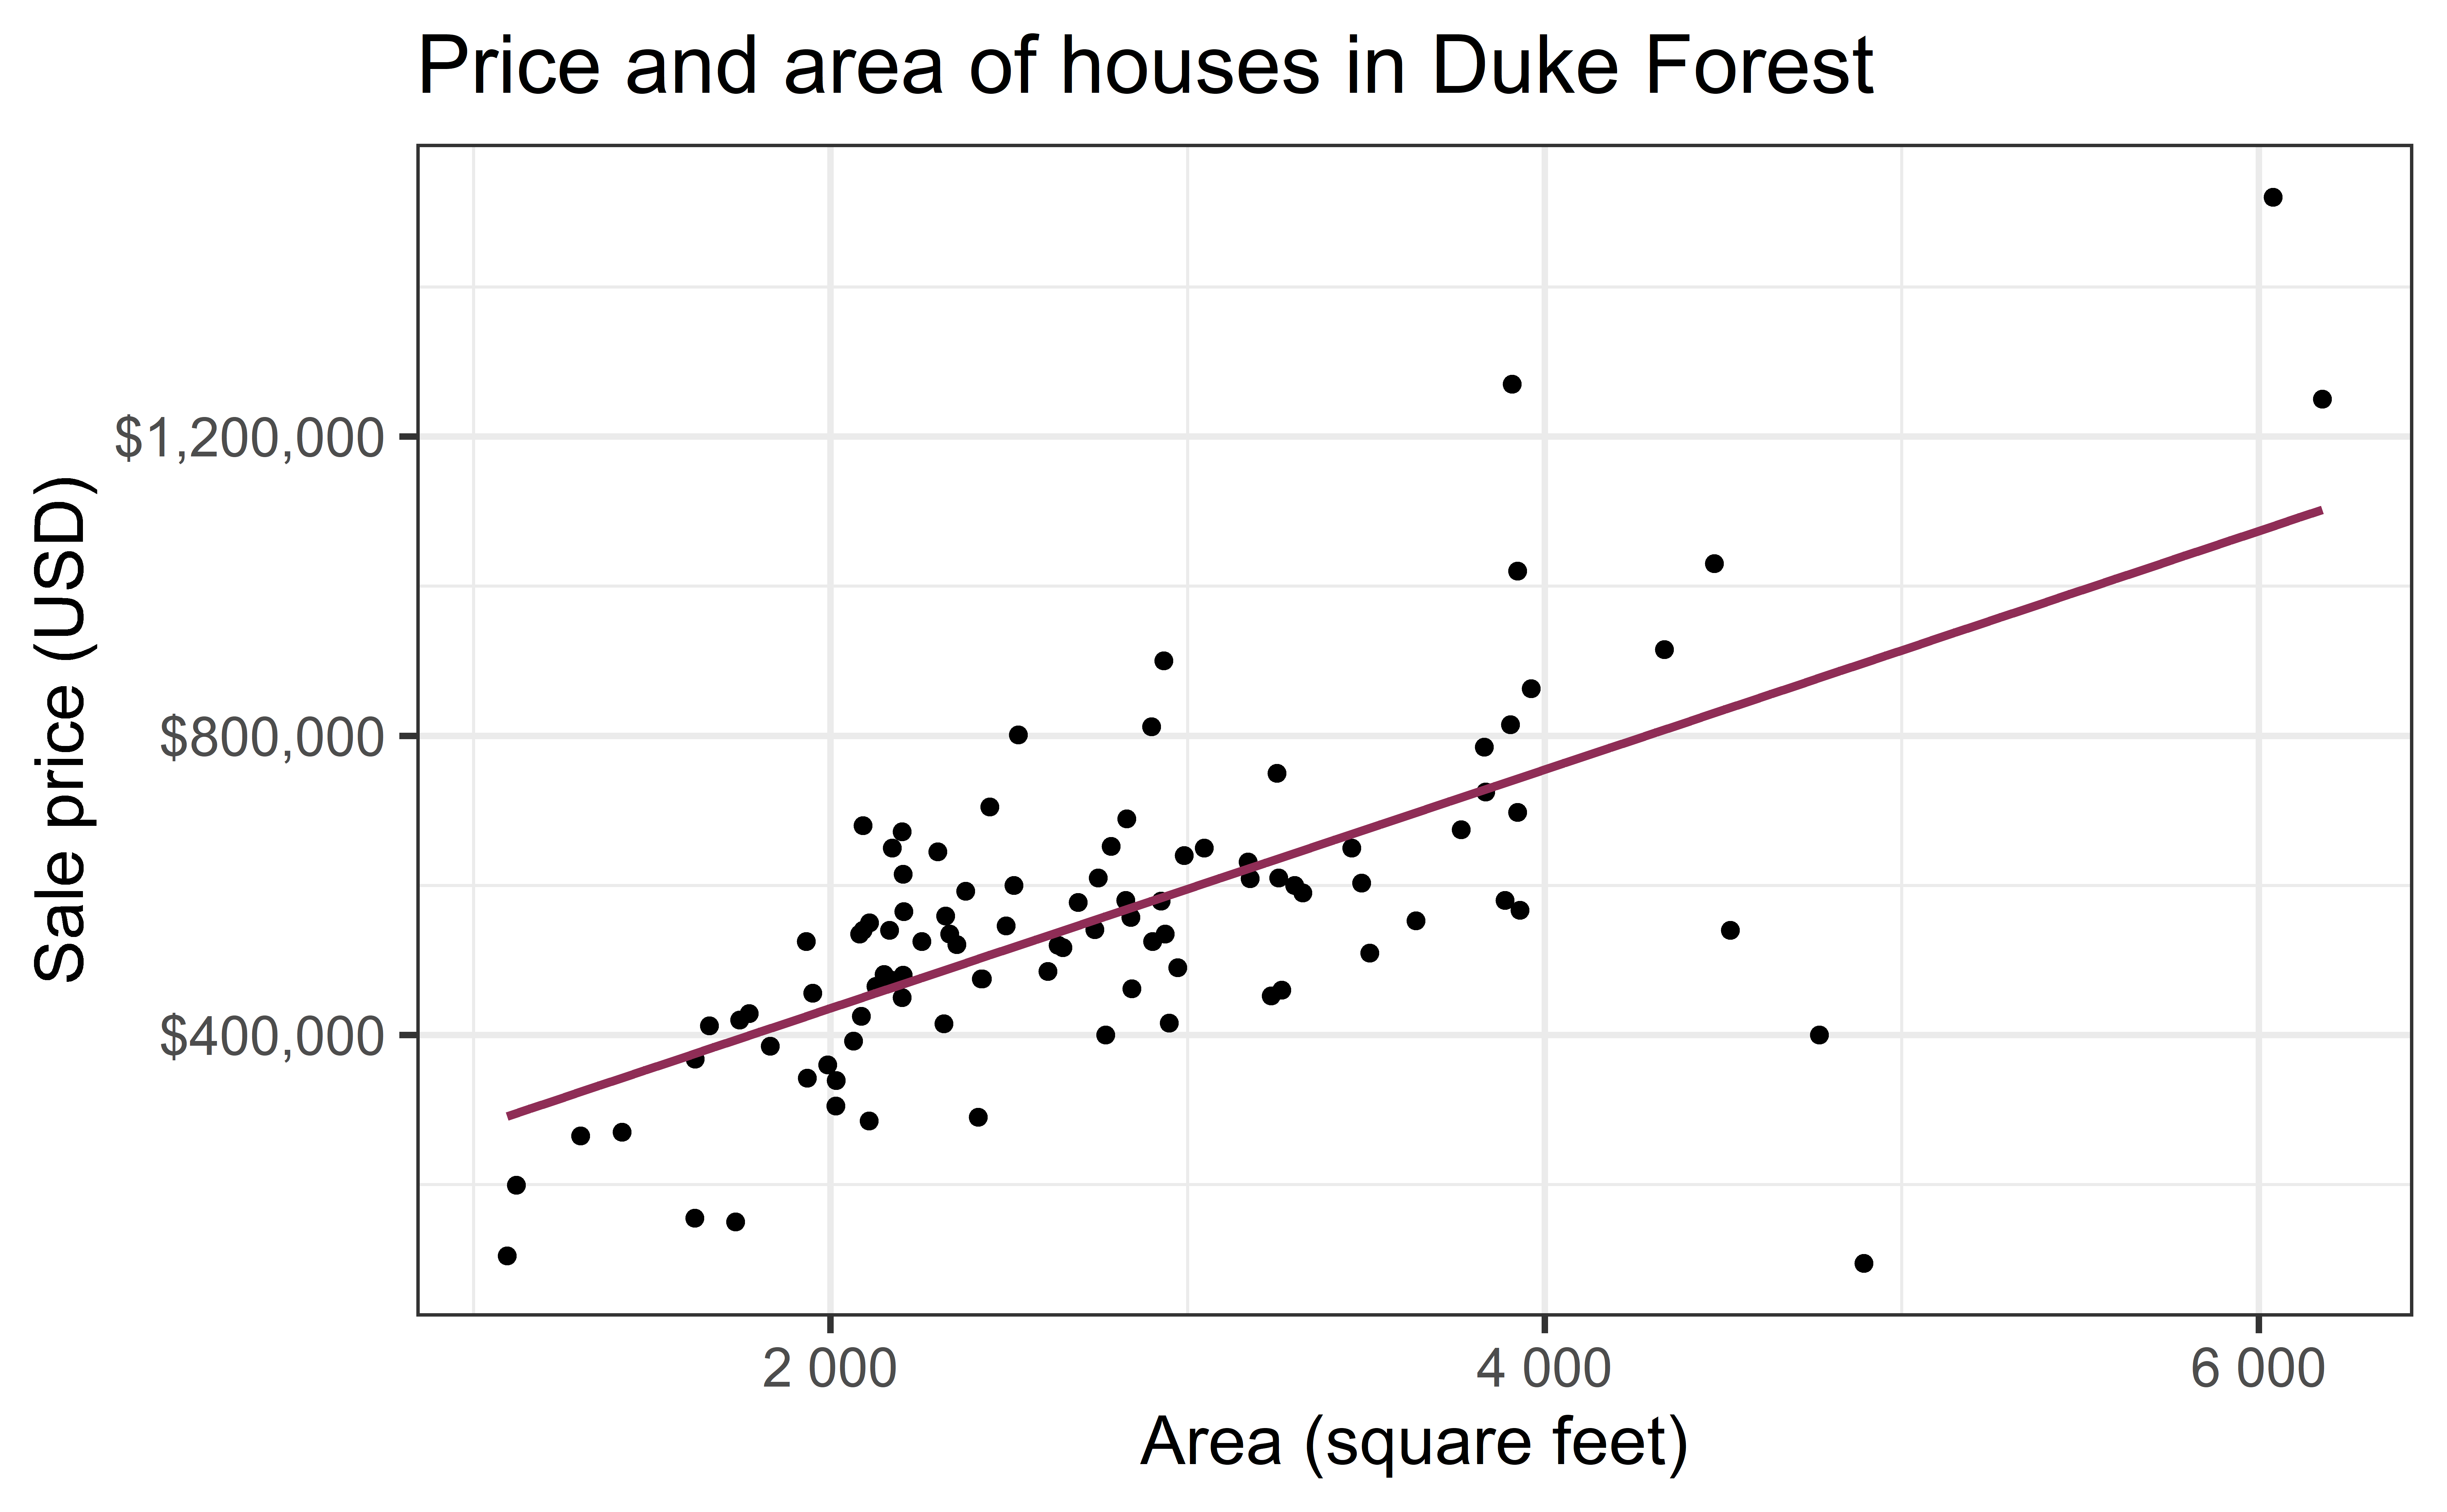 Price and area of houses in Duke Forest
$1,200,000
$800,000
$400,000
Sale price (USD)
2 000
4 000
6 000
Area (square feet)